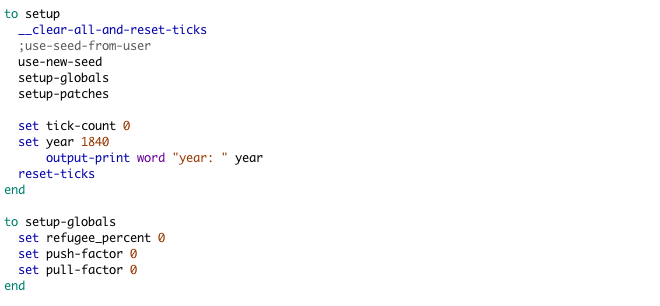 to setup
  __clear-all-and-reset-ticks
  ;use-seed-from-user
  use-new-seed
  setup-globals
  setup-patches

  set tick-count 0
  set year 1840
      output-print word "year: " year
  reset-ticks
end

to setup-globals
  set refugee_percent 0
  set push-factor 0
  set pull-factor 0
end